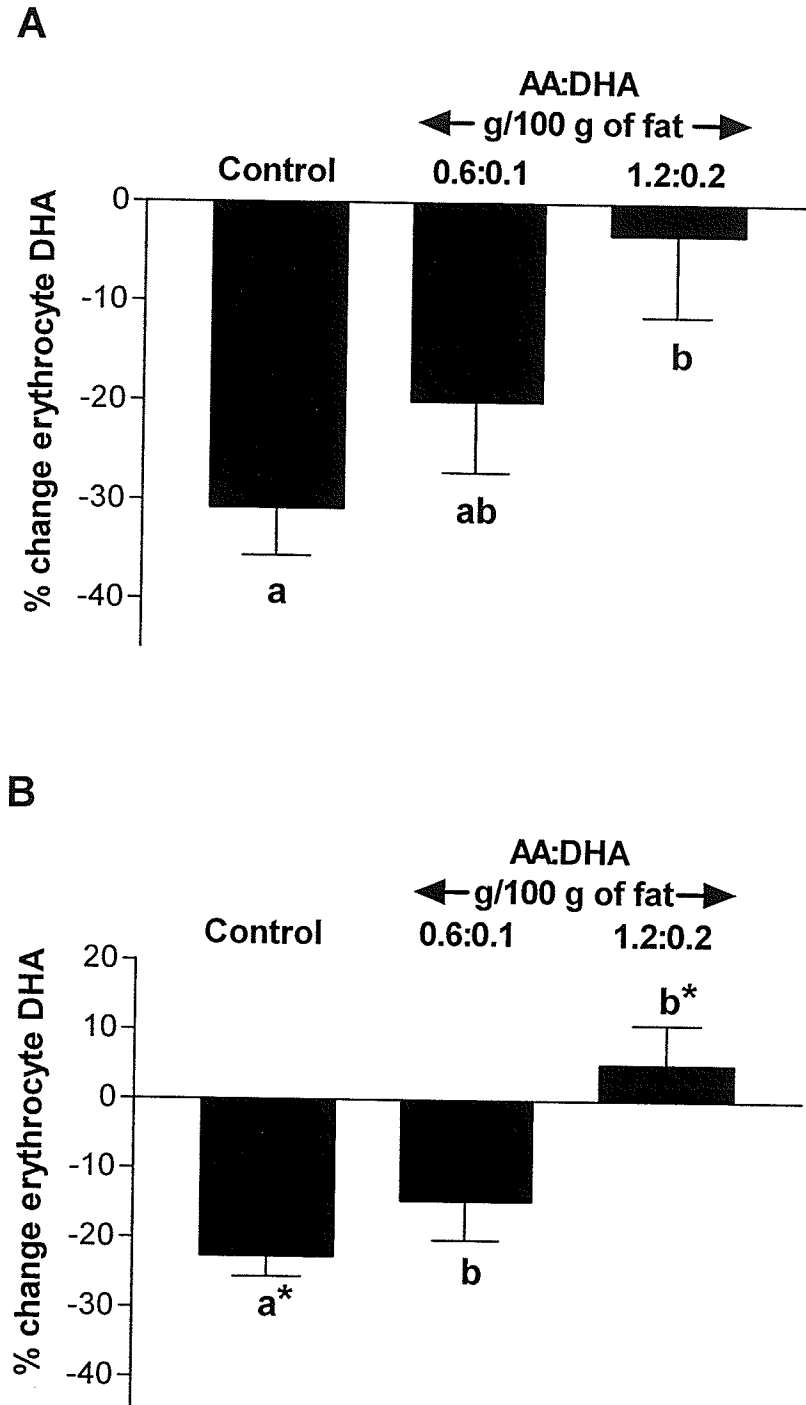 A
AA:DHA
g/100 g of fat
Control 0.6:0.1 1.2:0.2
% change erythrocyte DHA
0
-10
-20
-30
-40
a
ab
b
B
AA:DHA
g/100 g of fat
Control 0.6:0.1 1.2:0.2
% change erythrocyte DHA
20
10
0
-10
-20
-30
-40
a*
b
b*